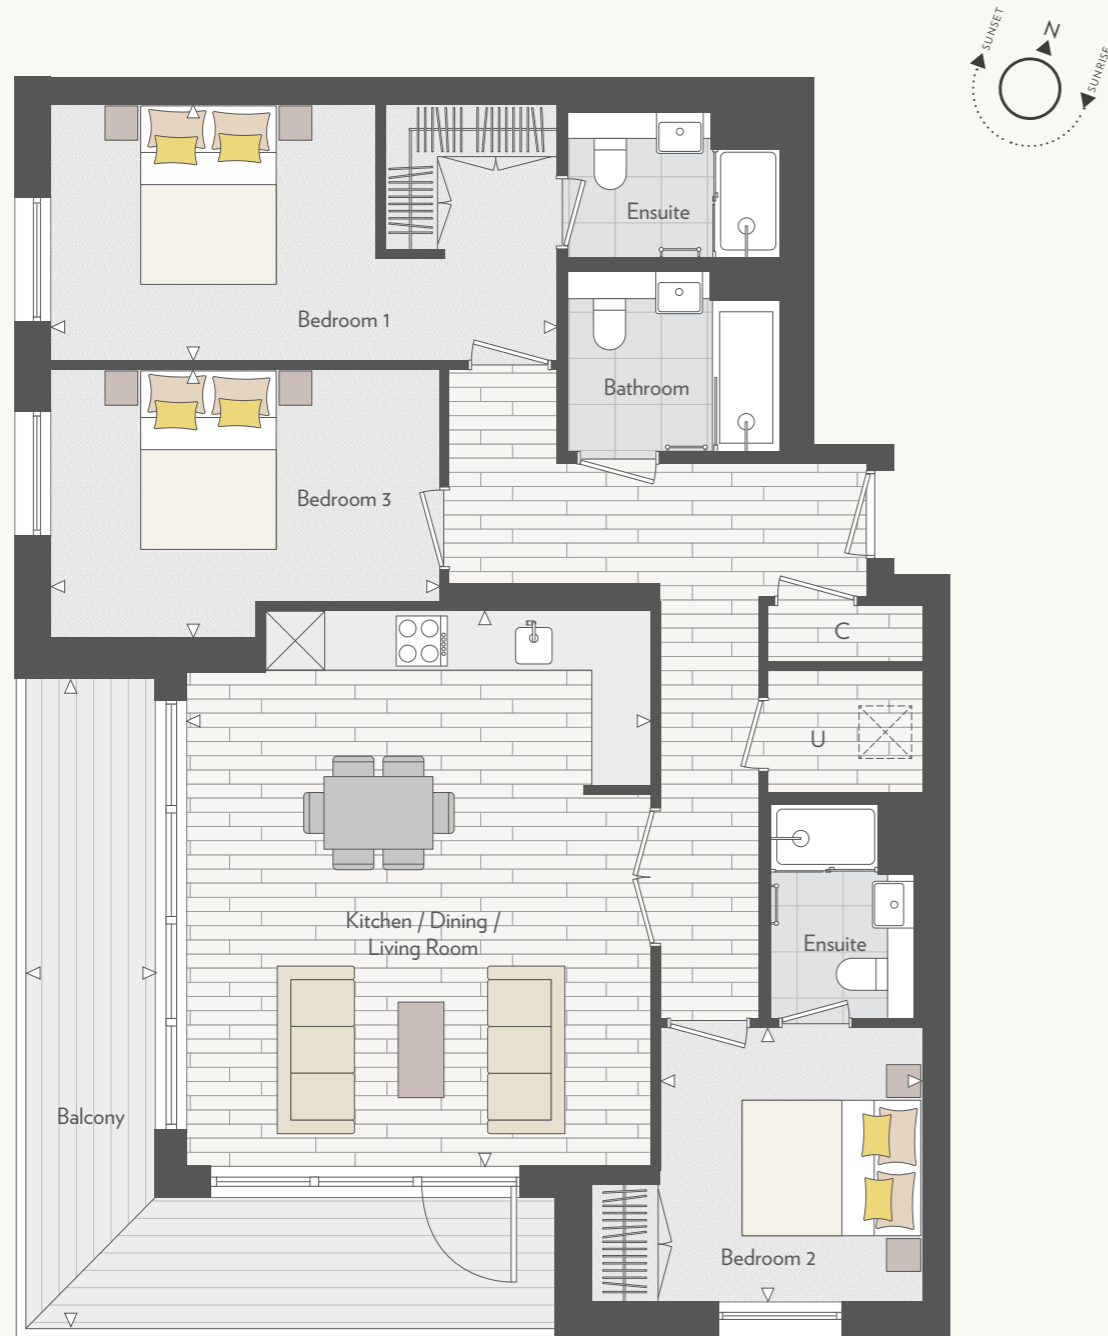 SUNSET
N
SUNRISE
Ensuite
Bedroom 1
Bathroom
Bedroom 3
C
U
Kitchen / Dining /
Living Room
Ensuite
Balcony
Bedroom 2